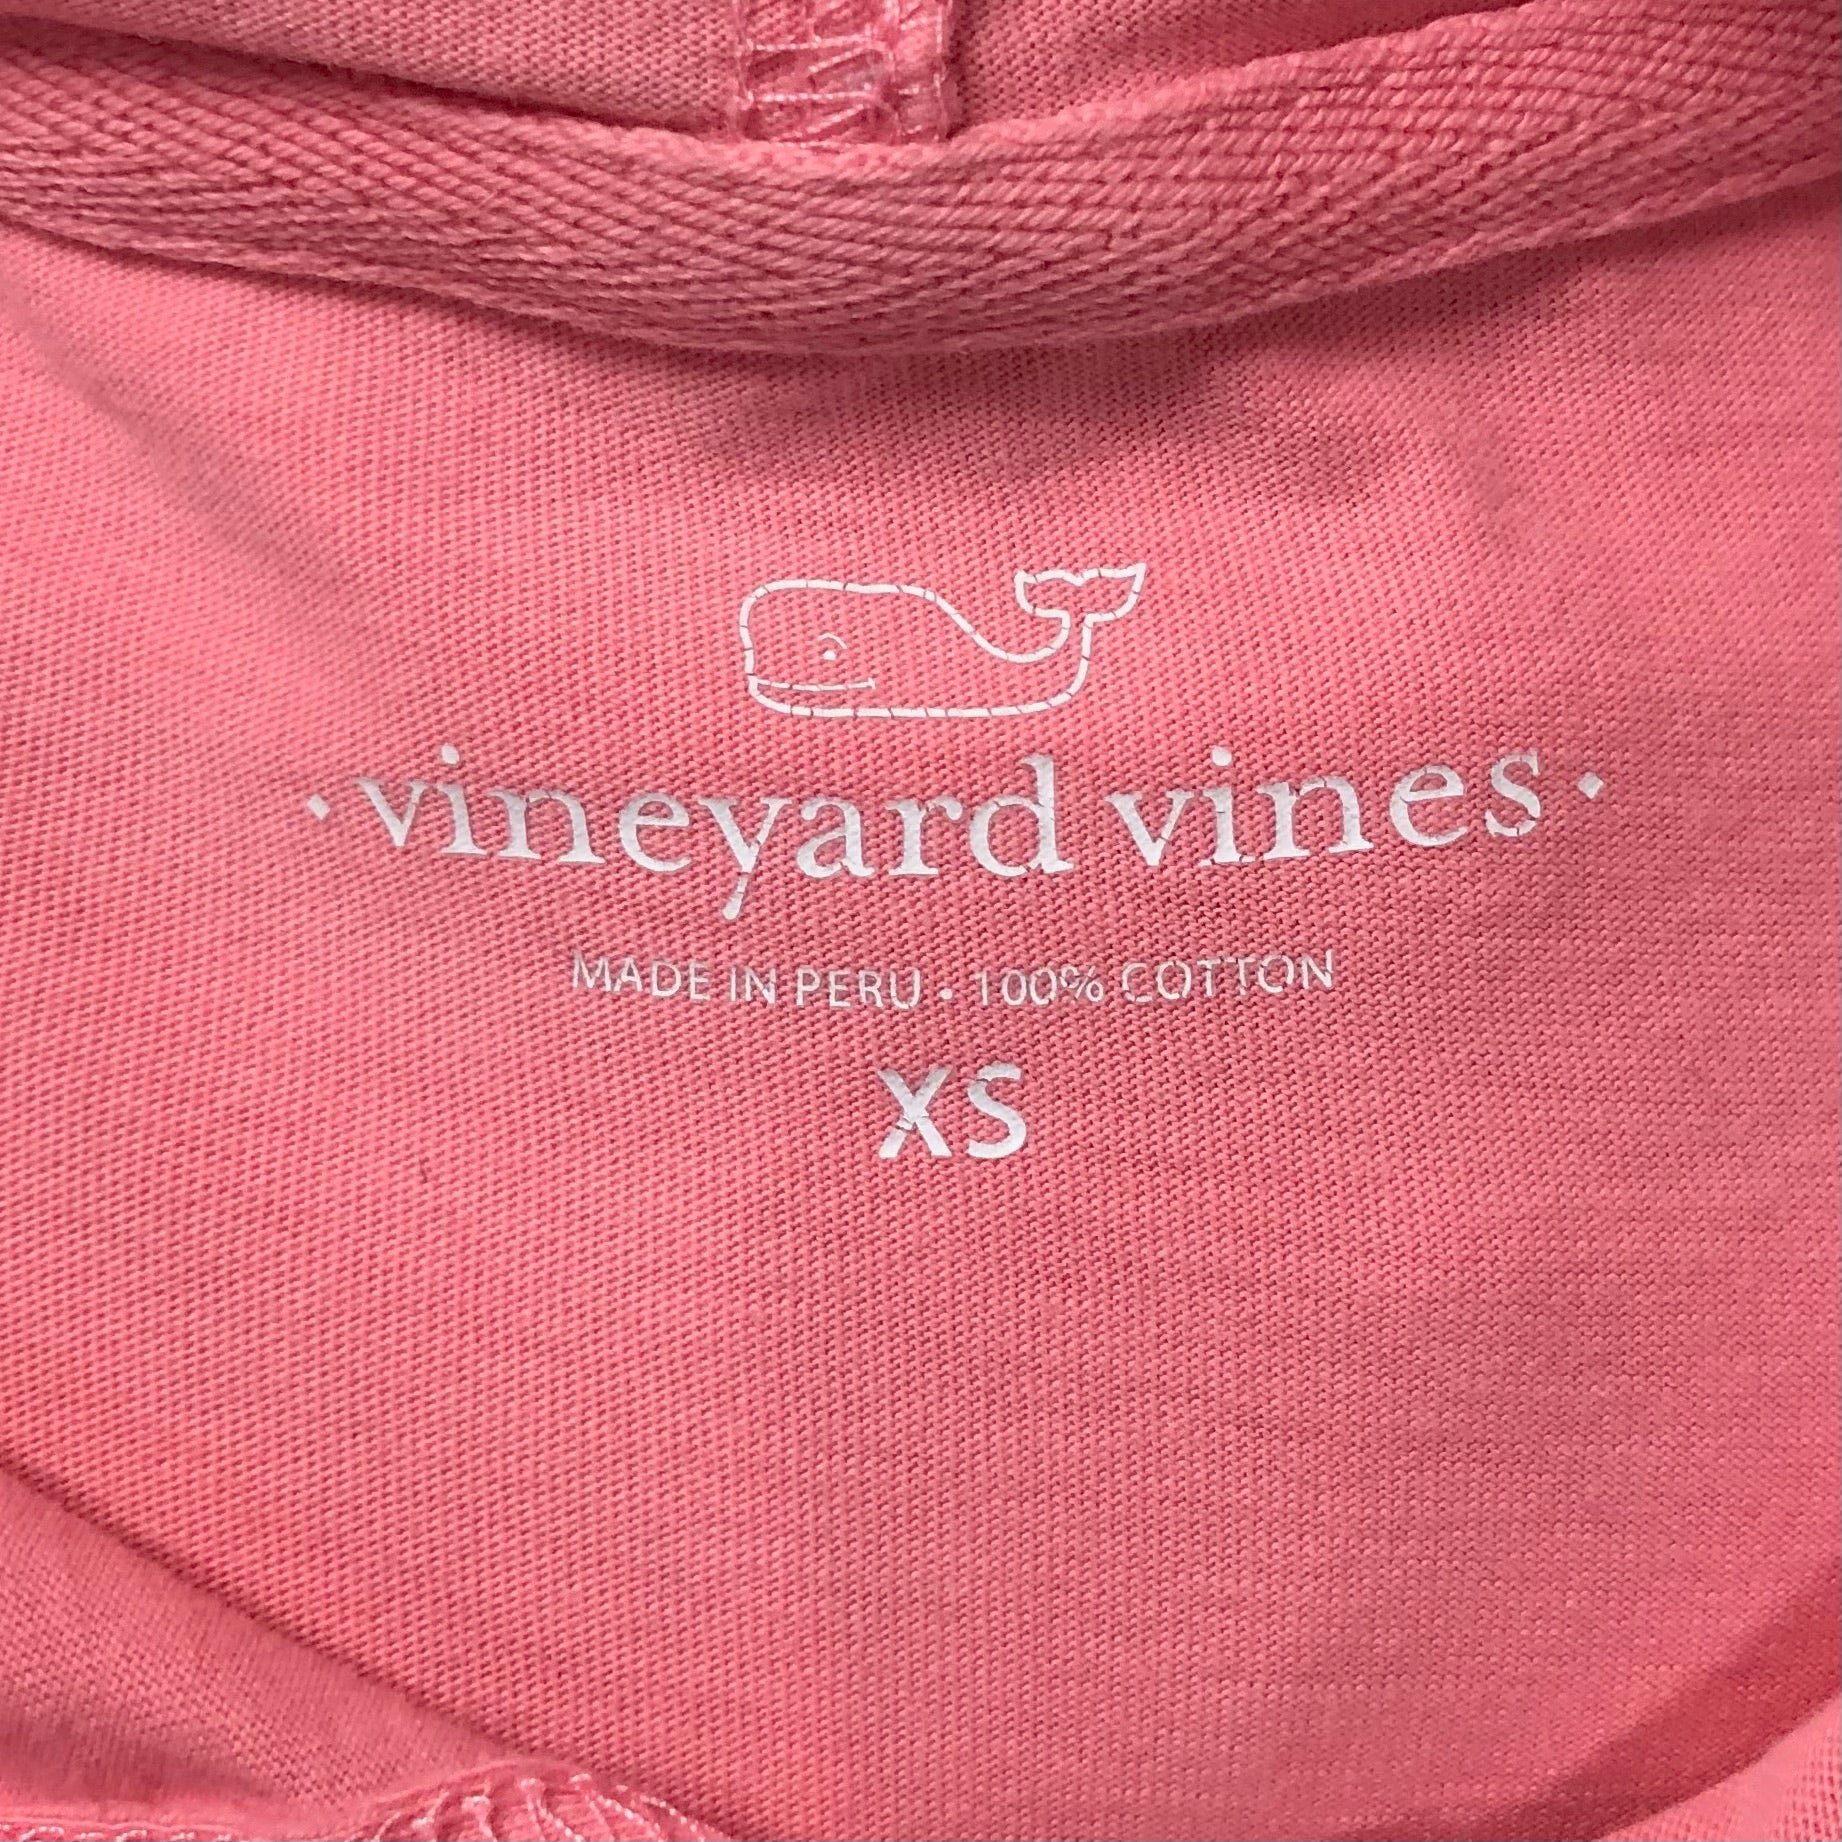 ·vineyard vines·
MADE IN PERU · 100% COTTON
XS